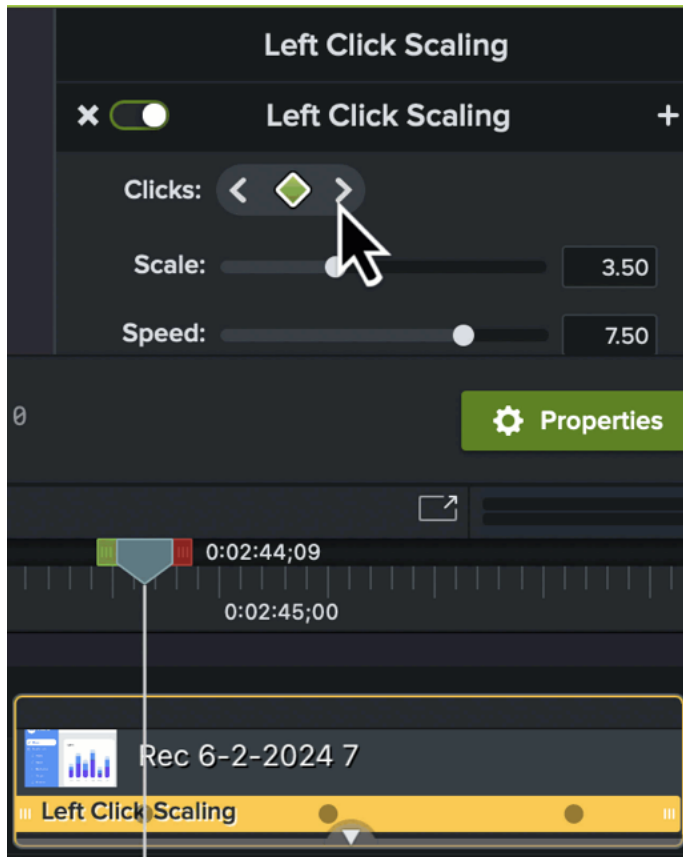 Left Click Scaling
Left Click Scaling
Clicks:
Scale: 3.50
Speed: 7.50
0
Properties
0:02:44;09
0:02:45;00
Rec 6-2-2024 7
Left Click Scaling